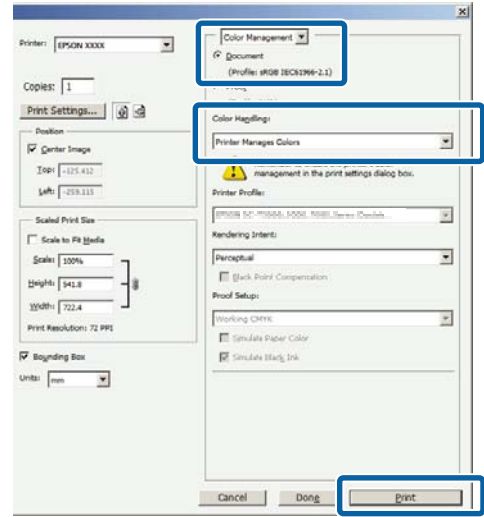 Printer: EPSON XXXX
Copies: 1
Print Settings...
Position
Center Image
Top: -125.412
Left: -259.115
Scaled Print Size
Scale to Fit Media
Scale: 100%
Height: 541.8
Width: 722.4
Print Resolution: 72 PPI
Bounding Box
Units: mm
Color Management
Document
(Profile: sRGB IEC61966-2.1)
Color Handling:
Printer Manages Colors
management in the print settings dialog box.
Printer Profile:
Rendering Intent:
Perceptual
Black Point Compensation
Proof Setup:
Working CMYK
Simulate Paper Color
Simulate Black Ink
Cancel Done Print